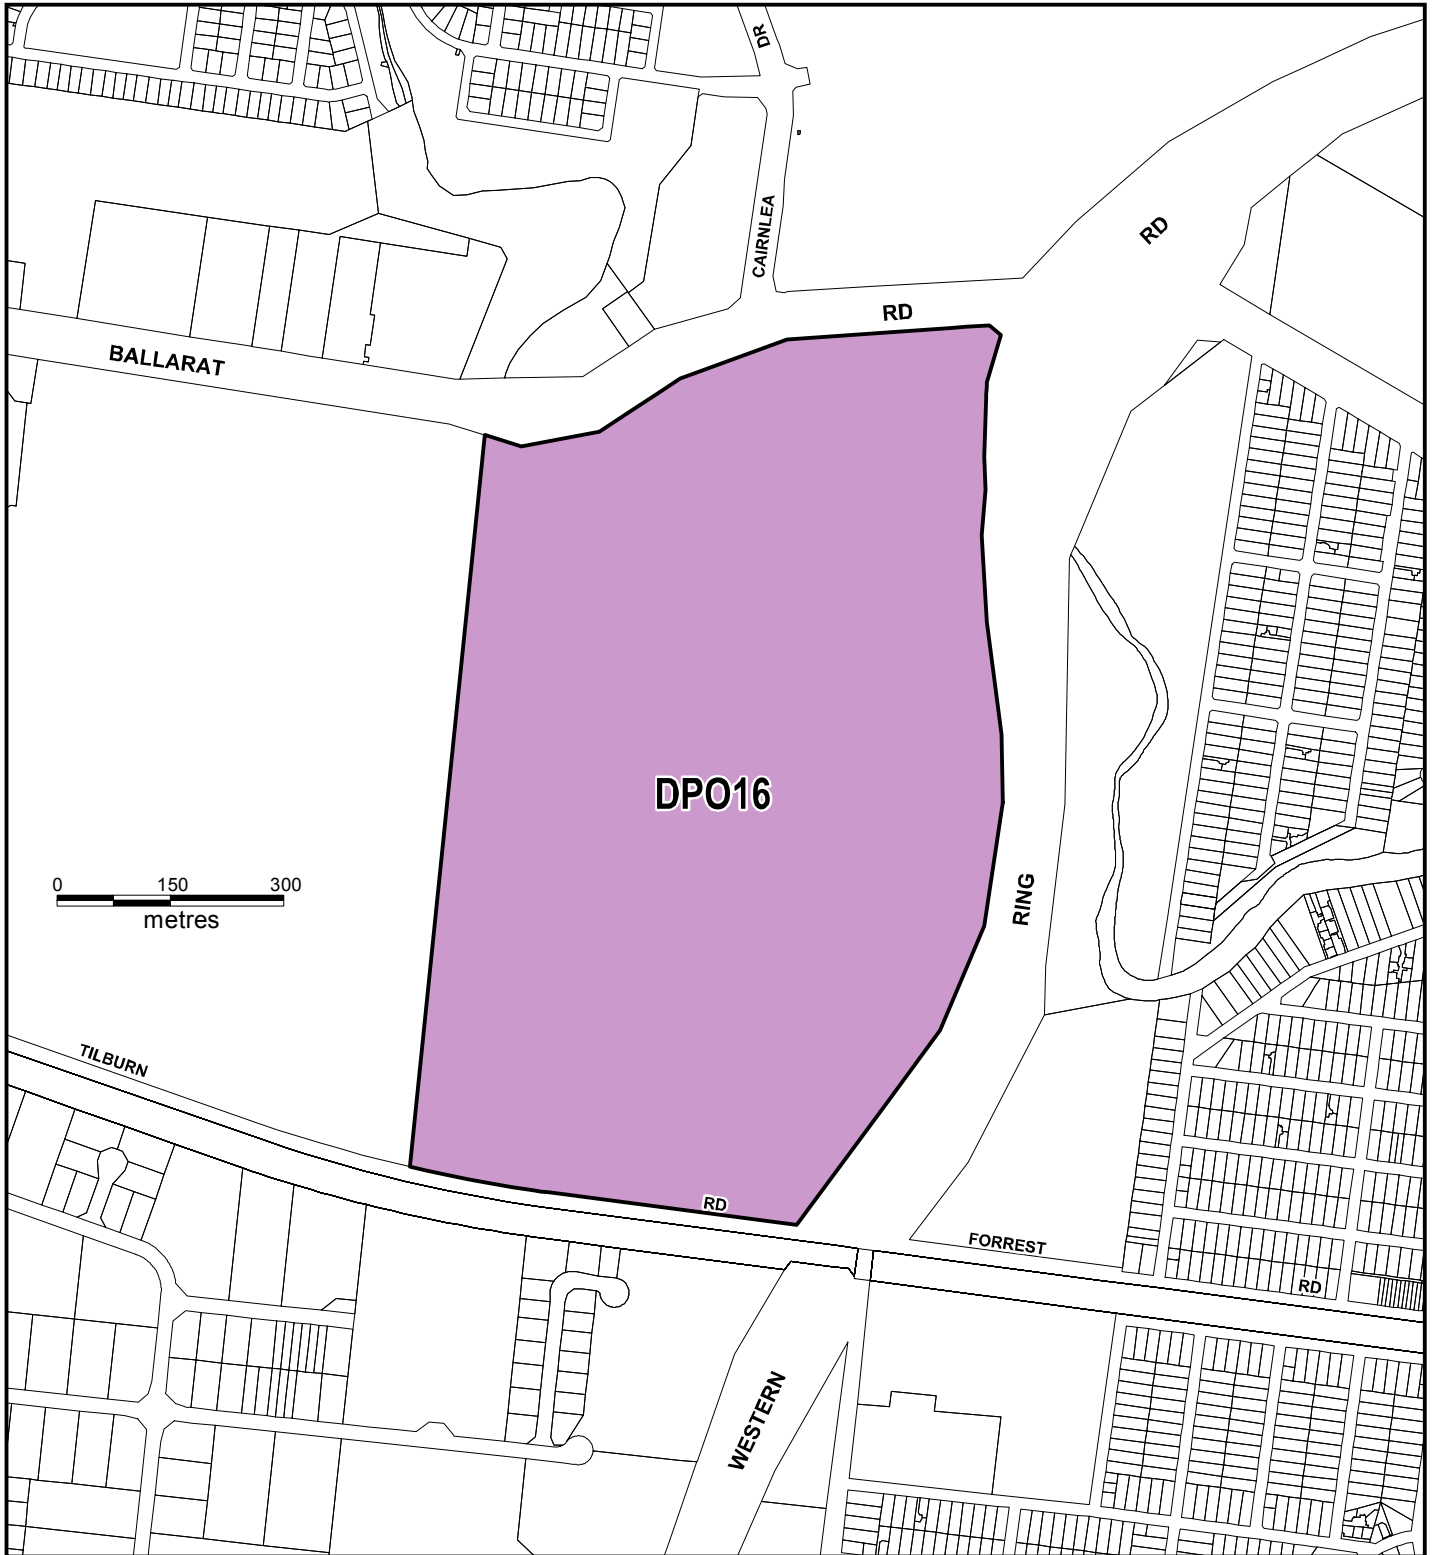 DR
CAIRNLEA
RD
RD
BALLARAT
DPO16
0 150 300
metres
RING
TILBURN
RD
FORREST
RD
WESTERN